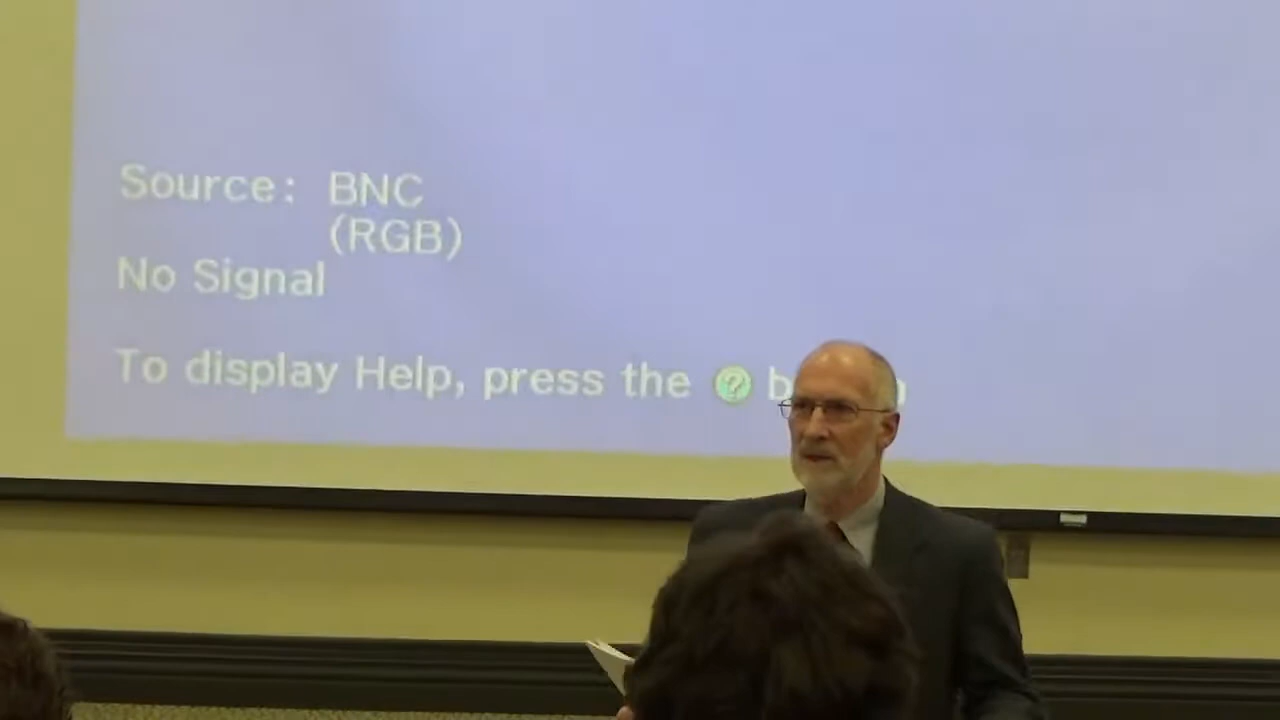 Source: BNC
(RGB)
No Signal
To display Help, press the